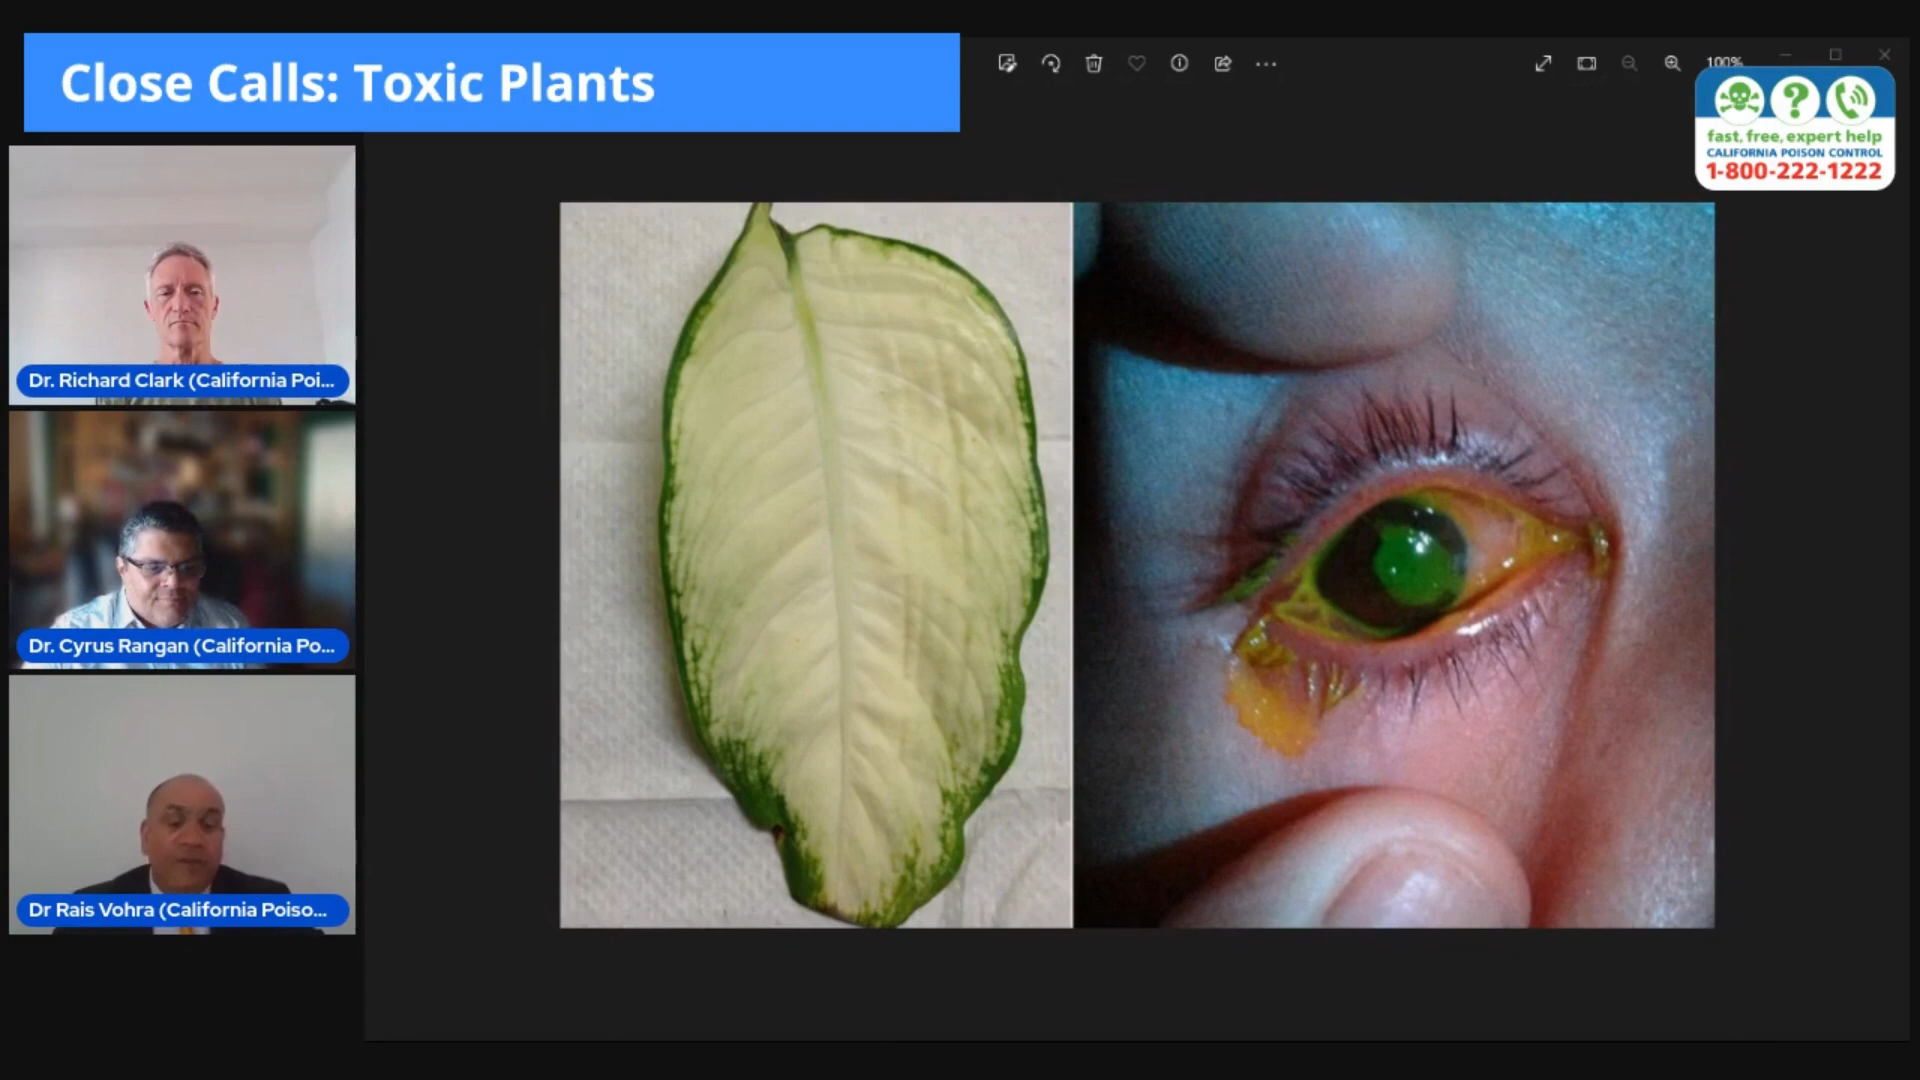 Close Calls: Toxic Plants
100%
fast, free, expert help
CALIFORNIA POISON CONTROL
1-800-222-1222
Dr. Richard Clark (California Poi...
Dr. Cyrus Rangan (California Po...
Dr Rais Vohra (California Poiso...